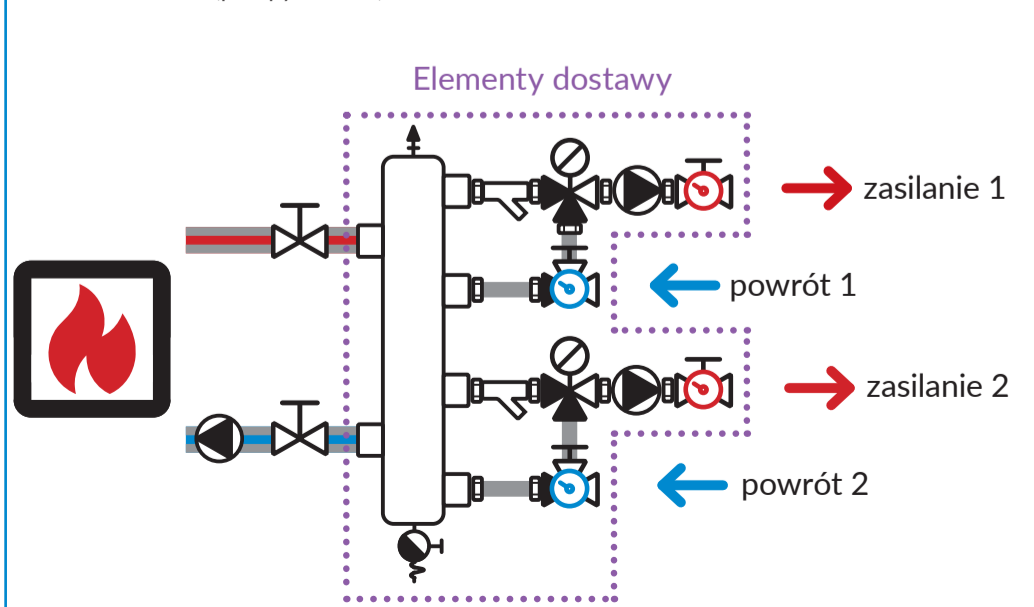 Elementy dostawy
zasilanie 1
powrót 1
zasilanie 2
powrót 2